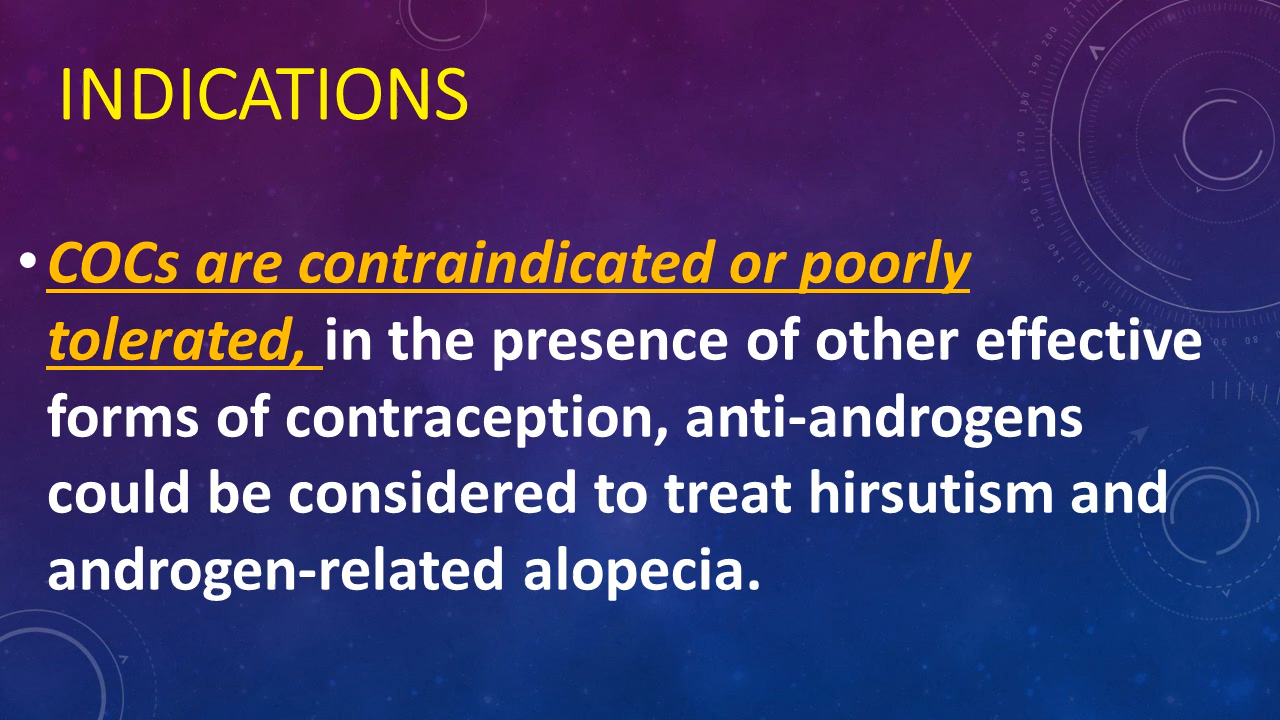 INDICATIONS
• COCs are contraindicated or poorly
tolerated, in the presence of other effective
forms of contraception, anti-androgens
could be considered to treat hirsutism and
androgen-related alopecia.